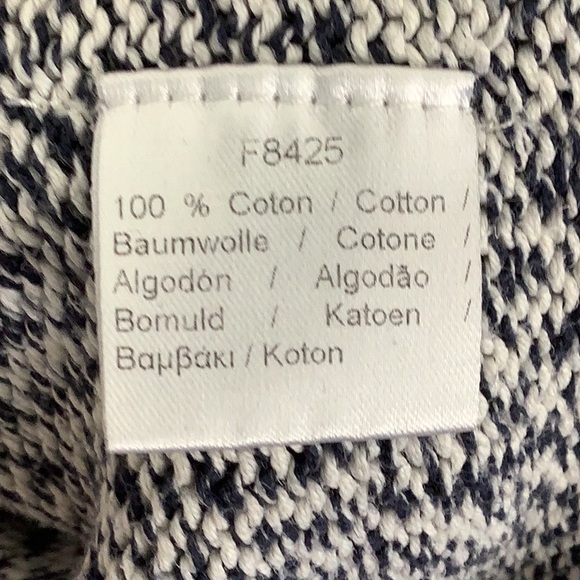 F8425
100 % Coton / Cotton /
Baumwolle / Cotone /
Algodón / Algodão /
Bomuld / Katoen /
Βαμβάκι / Koton